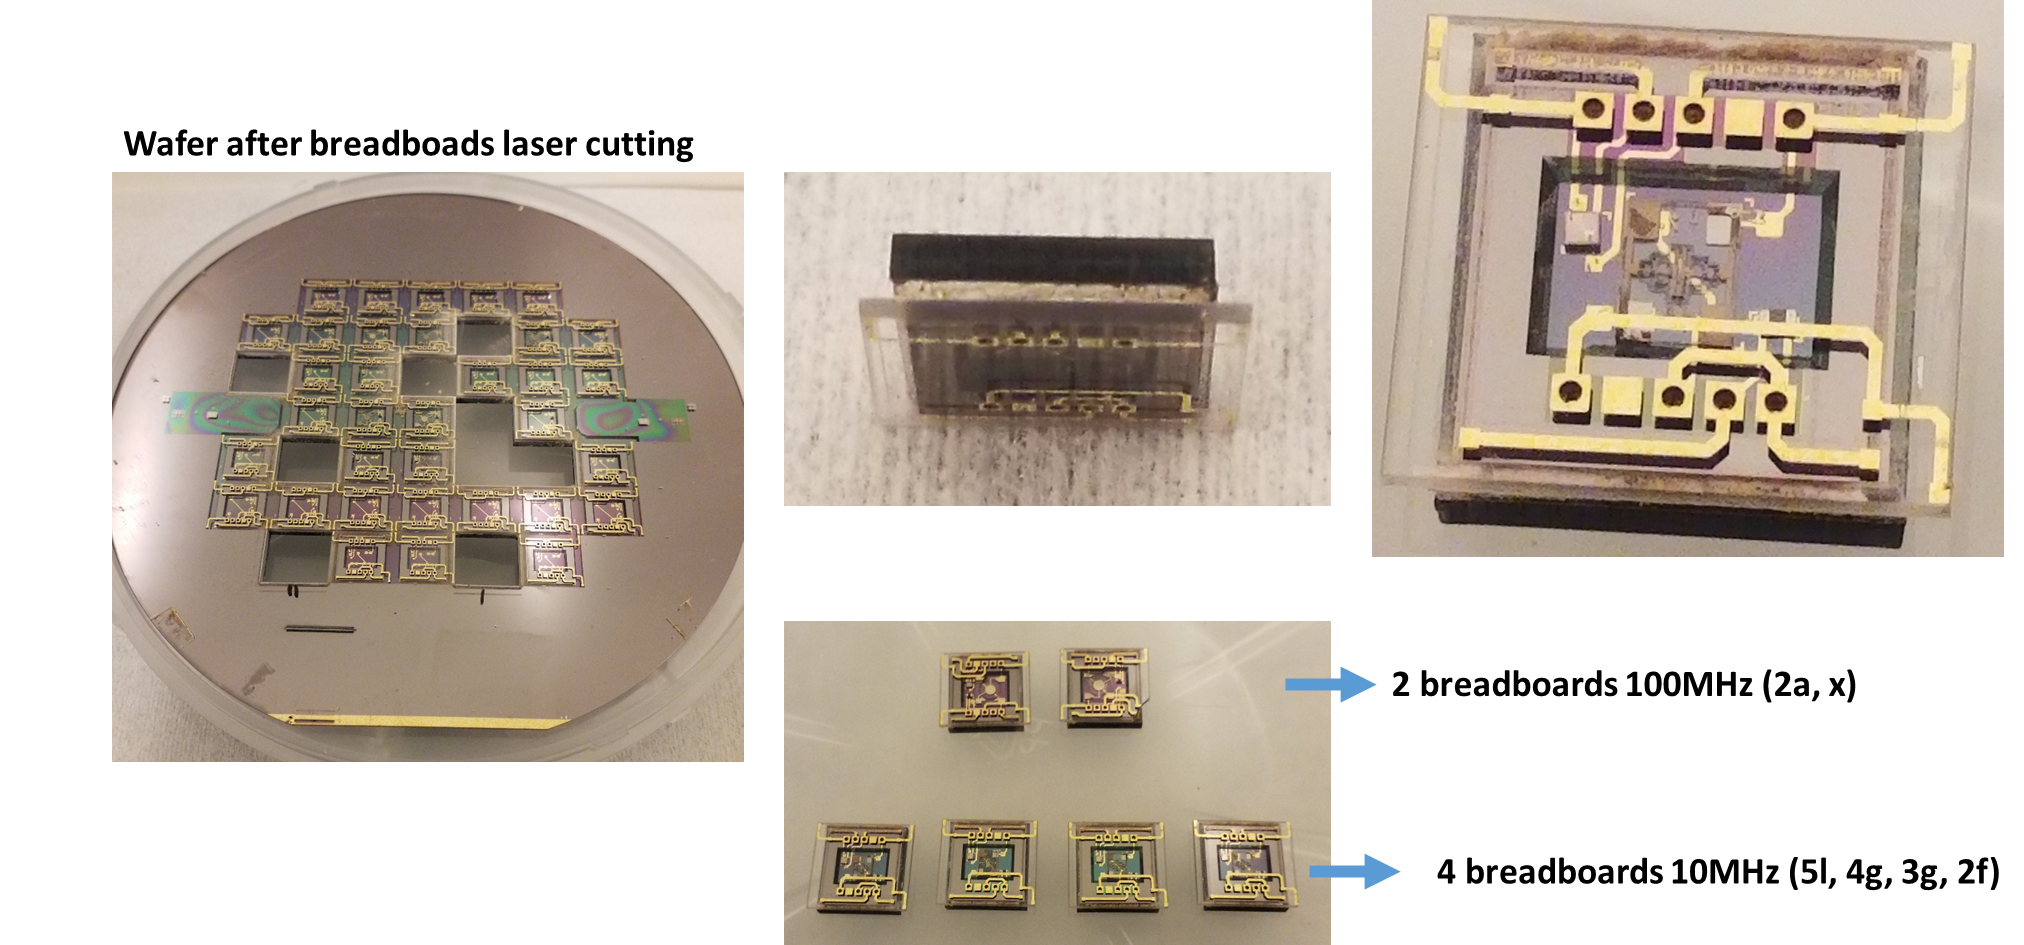 Wafer after breadboads laser cutting
2 breadboards 100MHz (2a, x)
4 breadboards 10MHz (5l, 4g, 3g, 2f)